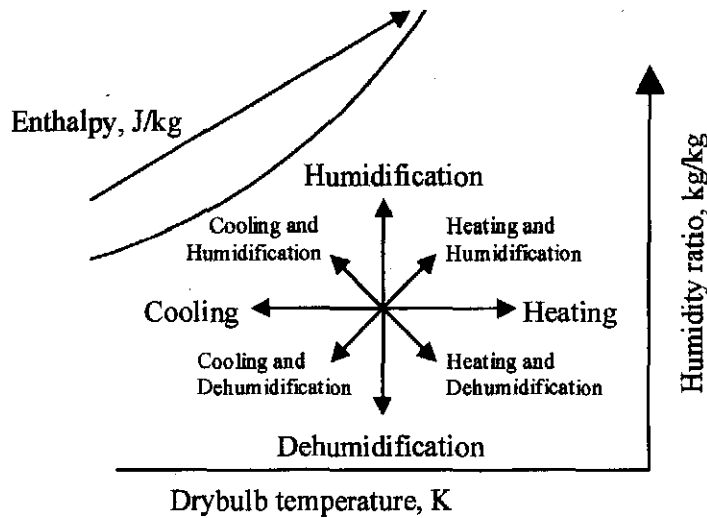 Enthalpy, J/kg
Humidification
Cooling and
Humidification
Heating and
Humidification
Cooling
Heating
Cooling and
Dehumidification
Heating and
Dehumidification
Dehumidification
Drybulb temperature, K
Humidity ratio, kg/kg